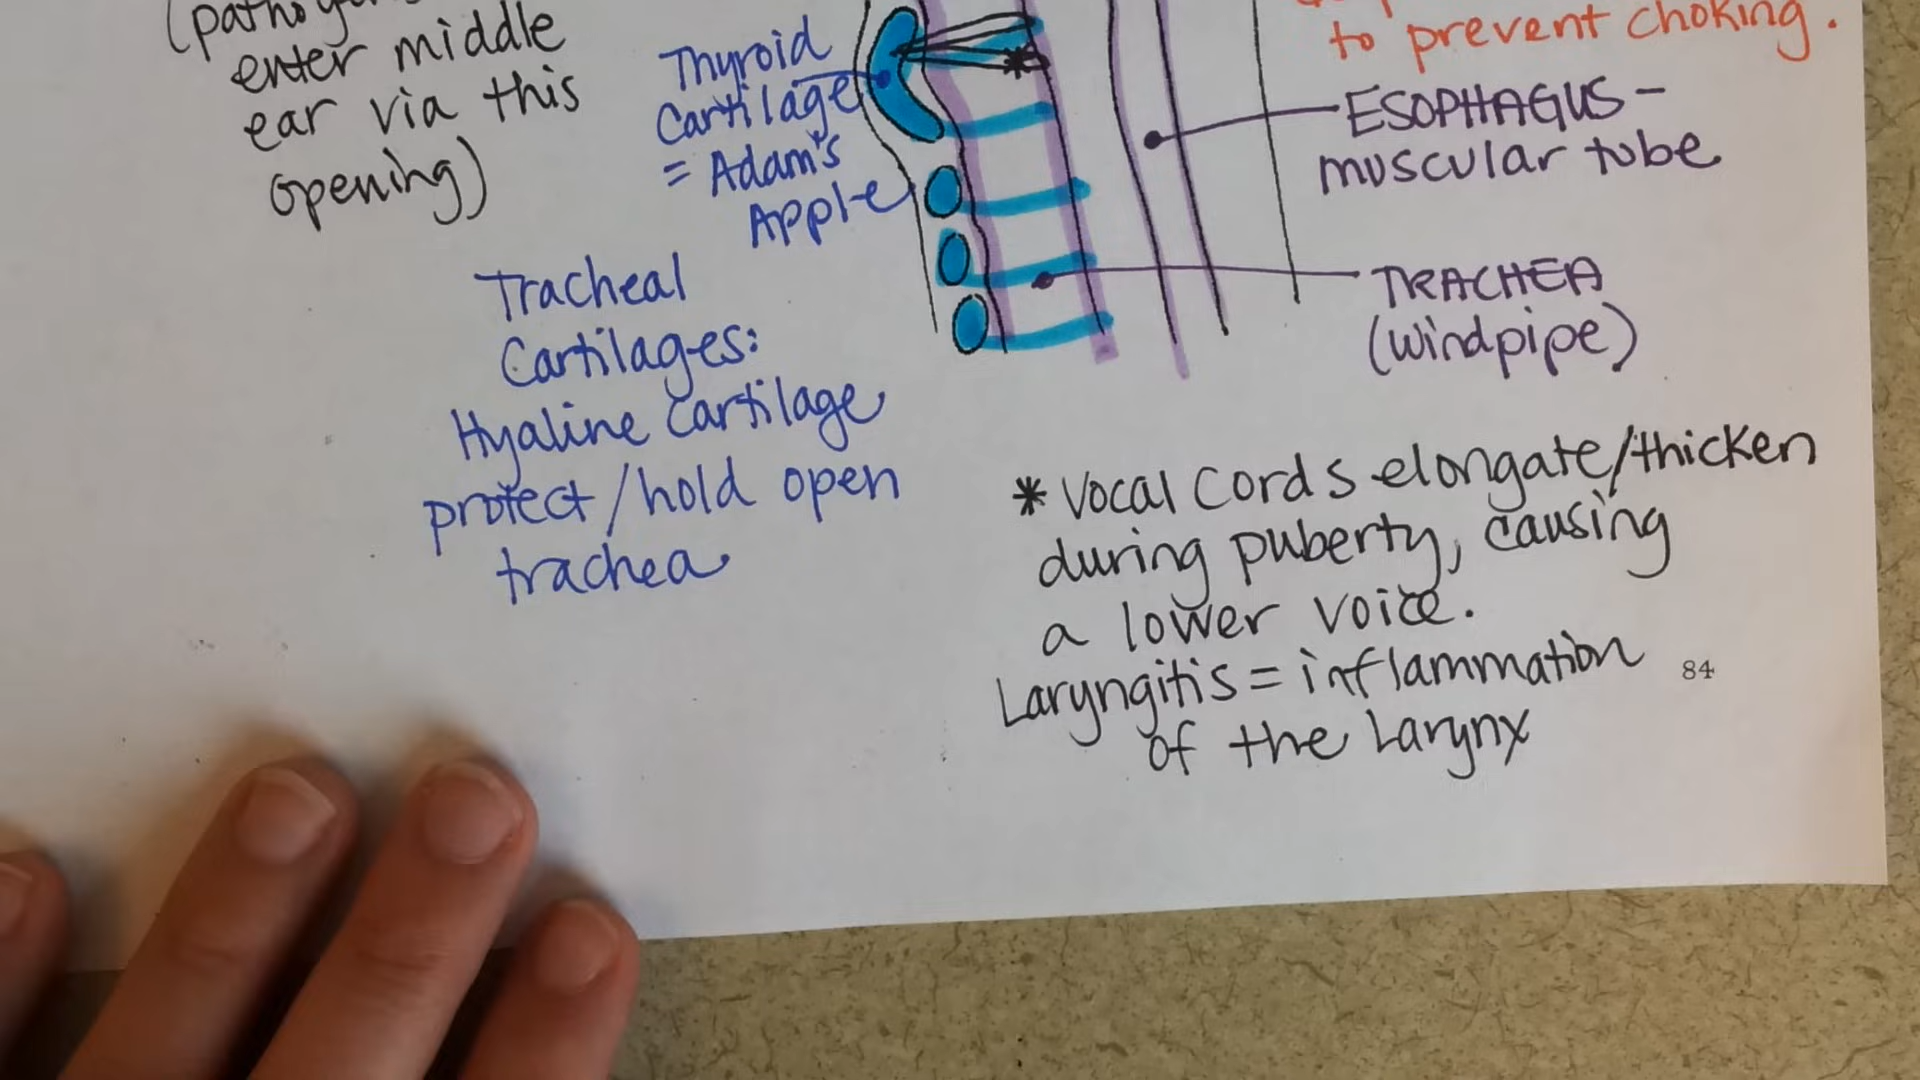 enter middle
ear via this
opening)
Thyroid
Cartilage
= Adam's
Apple
Tracheal
Cartilages:
Hyaline Cartilage
protect/hold open
trachea
to prevent choking.
ESOPHAGUS-
muscular tube
TRACHEA
(windpipe)
* Vocal Cords elongate/thicken
during puberty, causing
a lower voice.
Laryngitis = inflammation
of the Larynx
84